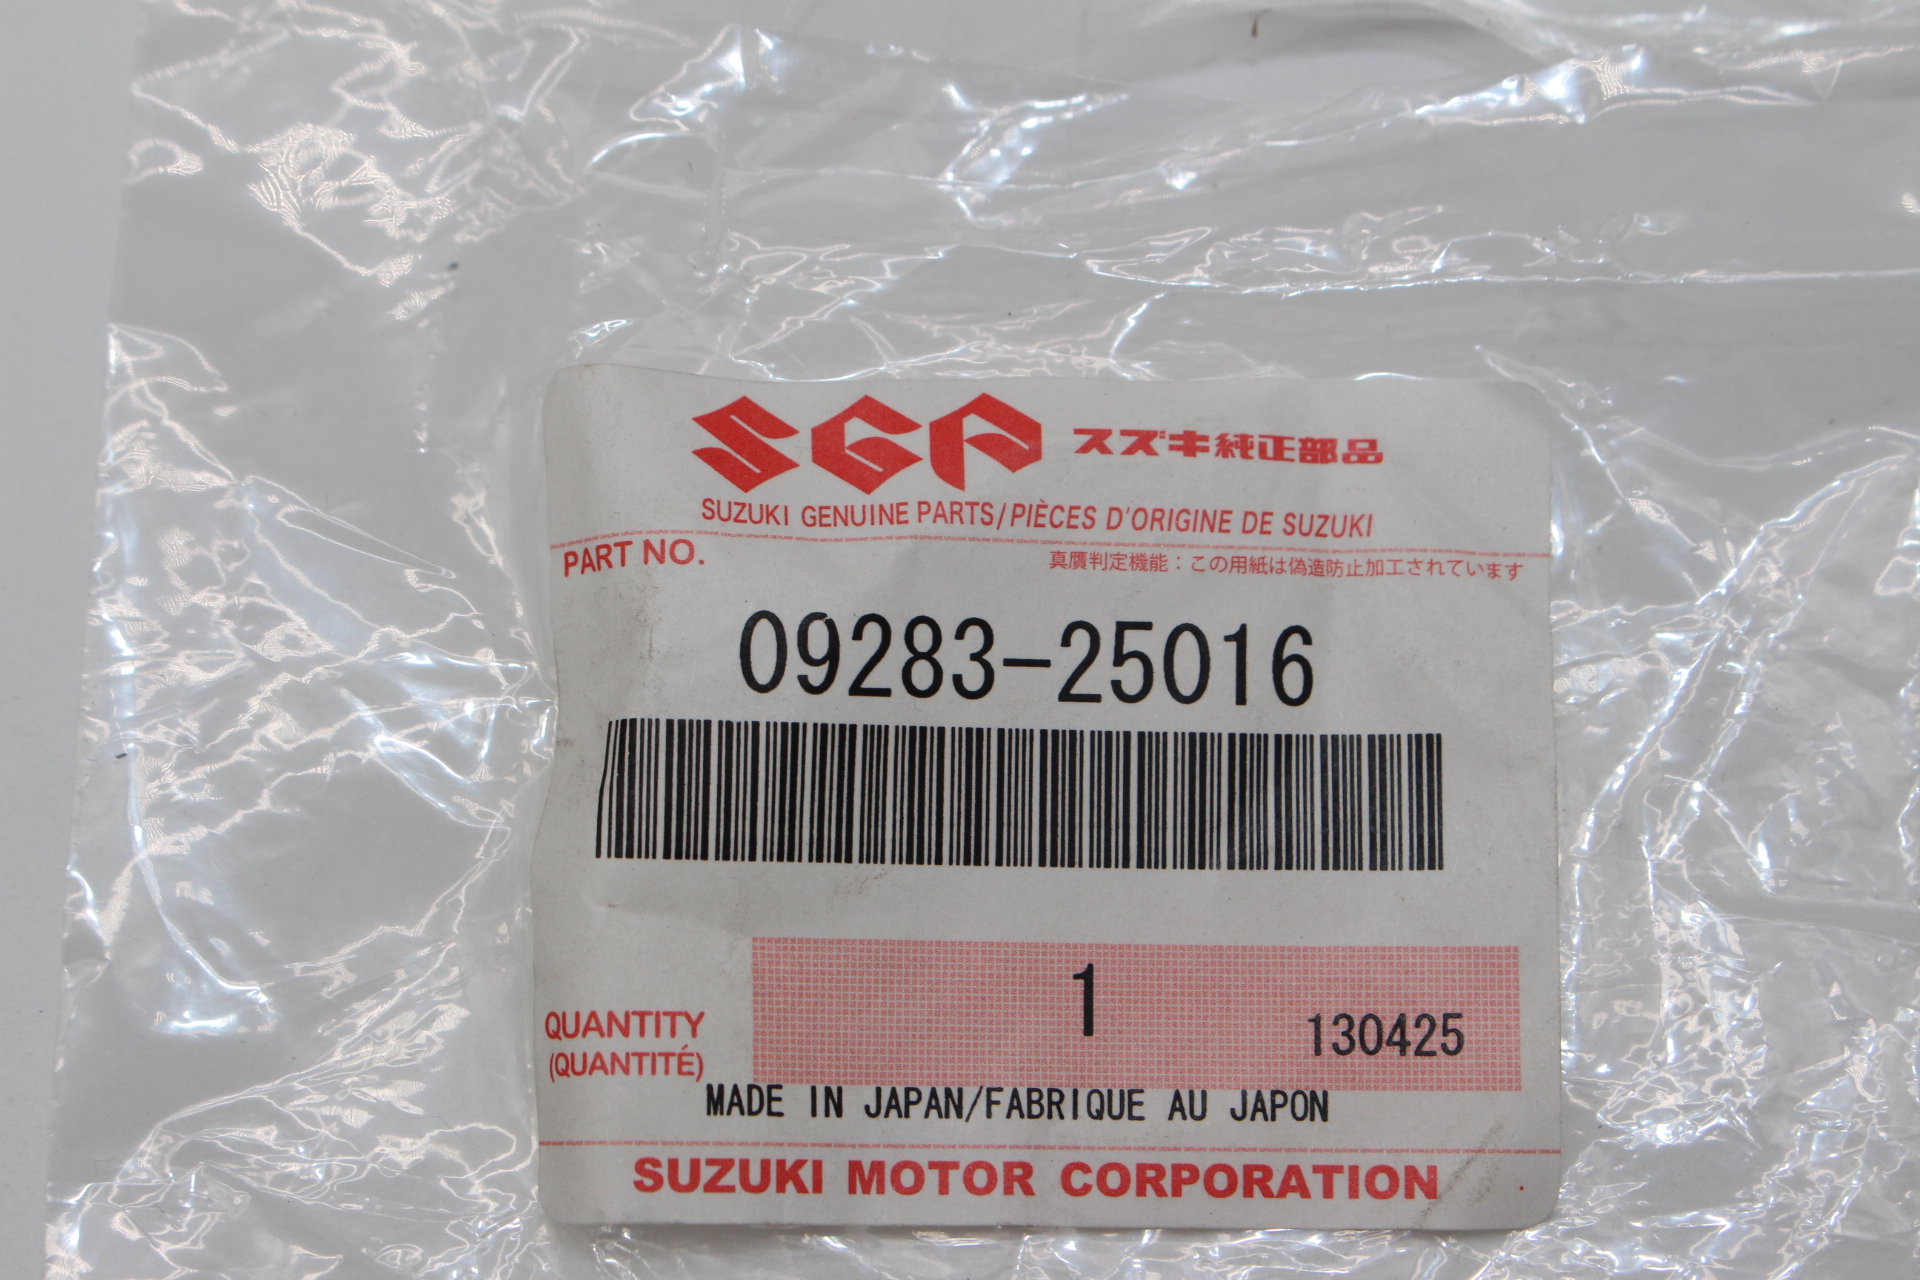 SGP スズキ純正部品
SUZUKI GENUINE PARTS/PIÈCES D'ORIGINE DE SUZUKI
PART NO.
真贋判定機能：この用紙は偽造防止加工されています
09283-25016
1
QUANTITY
(QUANTITÉ)
130425
MADE IN JAPAN/FABRIQUE AU JAPON
SUZUKI MOTOR CORPORATION